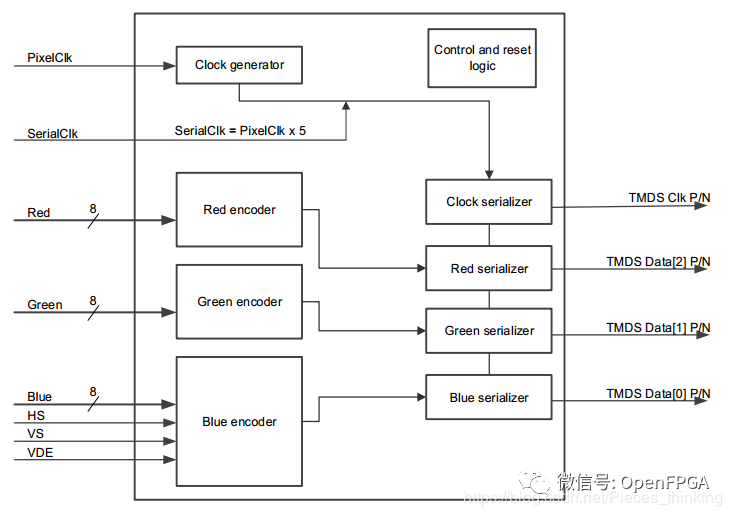 PixelClk
Clock generator
Control and reset
logic
SerialClk
SerialClk = PixelClk x 5
Red
8
Red encoder
Clock serializer
TMDS Clk P/N
Red serializer
TMDS Data[2] P/N
Green
8
Green encoder
Green serializer
TMDS Data[1] P/N
Blue
8
HS
VS
VDE
Blue encoder
Blue serializer
TMDS Data[0] P/N
微信号: OpenFPGA
https://blog.csdn.net/Pieces_thinking